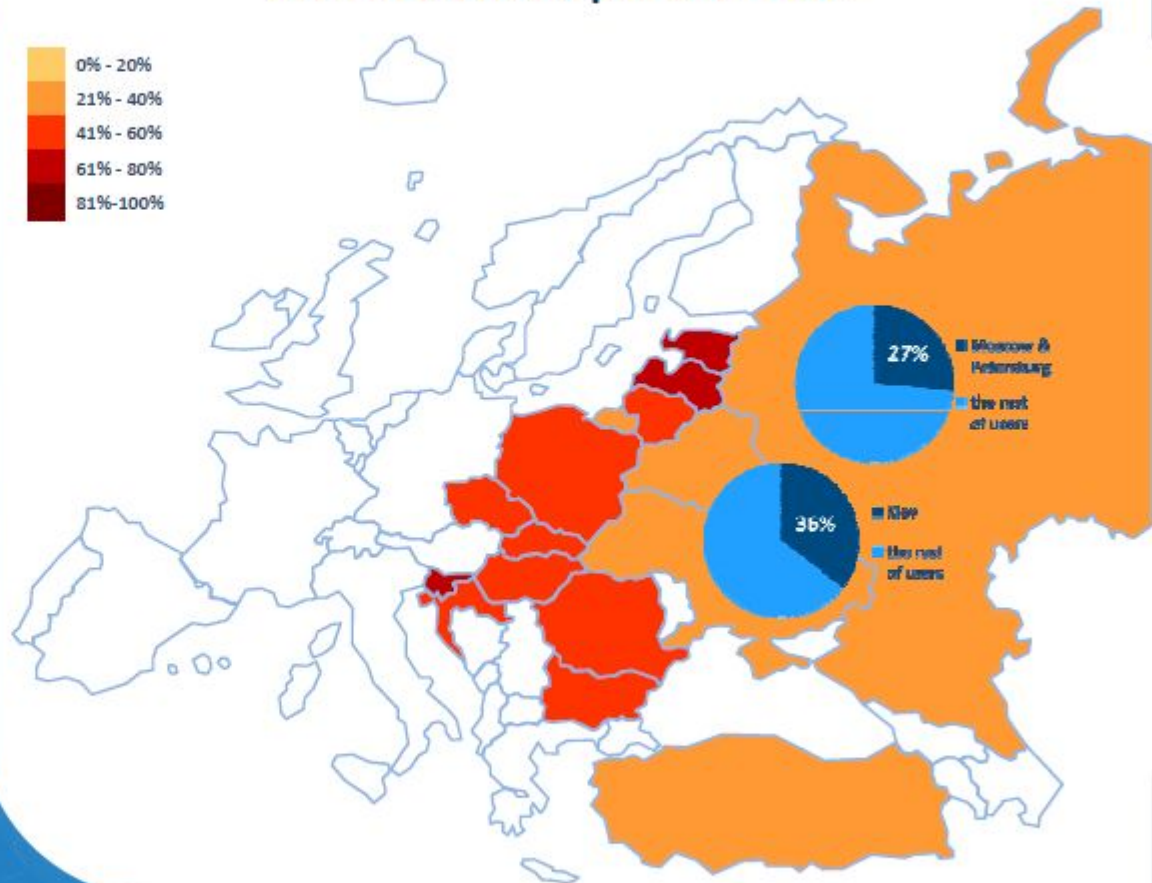 0% - 20%
21% - 40%
41% - 60%
61% - 80%
81%-100%
27%
Moscow &
Petersburg
the rest
of users
36%
Kiev
the rest
of users